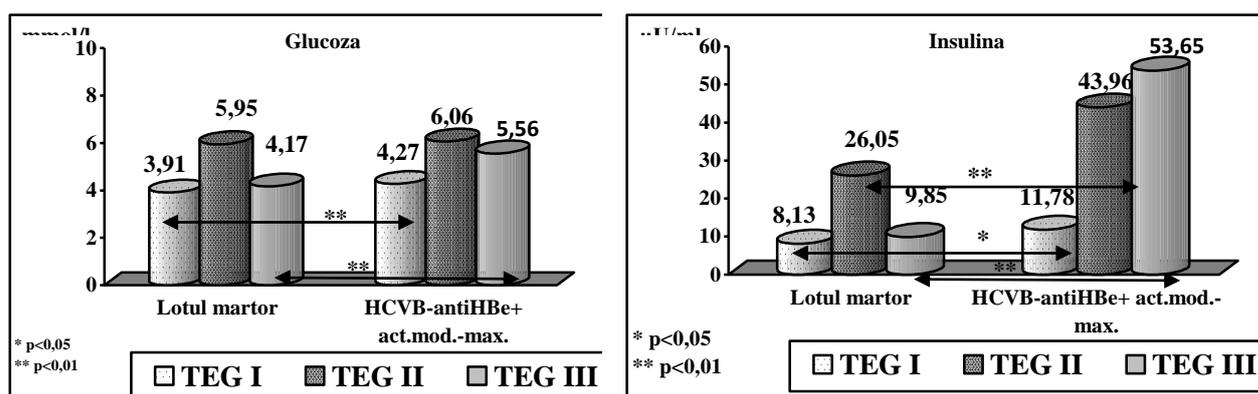 mmol/l
Glucoza
10
8
6
4
2
0
3,91
5,95
4,17
4,27
6,06
5,56
**
**
Lotul martor
HCVB-antiHBe+
act.mod.-max.
* p<0,05
** p<0,01
TEG I
TEG II
TEG III
µU/ml
Insulina
60
50
40
30
20
10
0
8,13
26,05
9,85
11,78
43,96
53,65
**
*
**
Lotul martor
HCVB-antiHBe+ act.mod.-
max.
* p<0,05
** p<0,01
TEG I
TEG II
TEG III